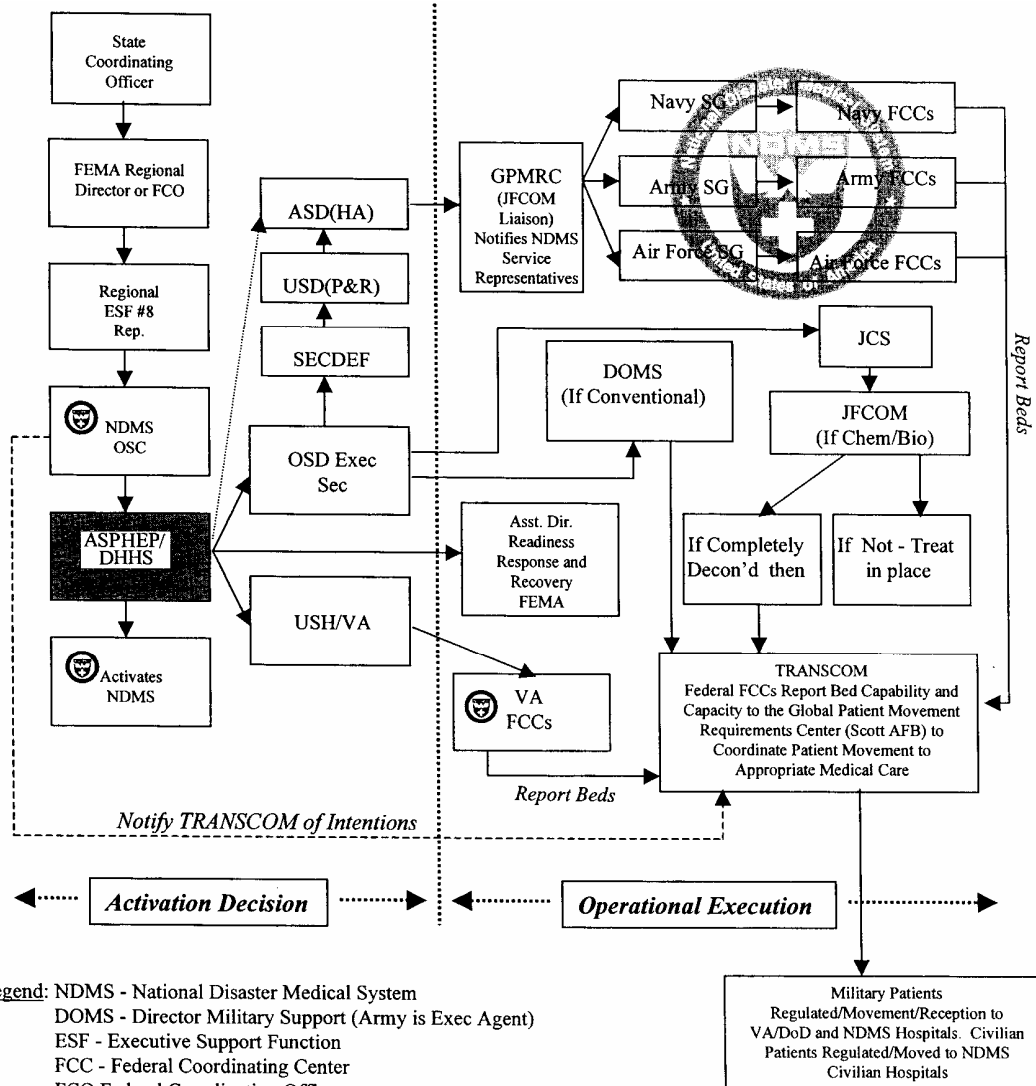 State
Coordinating
Officer
FEMA Regional
Director or FCO
Regional
ESF #8
Rep.
NDMS
OSC
ASPHEP/
DHHS
Activates
NDMS
ASD(HA)
USD(P&R)
SECDEF
OSD Exec
Sec
USH/VA
GPMRC
(JFCOM
Liaison)
Notifies NDMS
Service
Representatives
Navy SG
Navy FCCs
Army SG
Army FCCs
Air Force SG
Air Force FCCs
NDMS
National Disaster Medical System
United States of America
Report Beds
JCS
DOMS
(If Conventional)
JFCOM
(If Chem/Bio)
Asst. Dir.
Readiness
Response and
Recovery
FEMA
If Completely
Decon'd then
If Not - Treat
in place
VA
FCCs
TRANSCOM
Federal FCCs Report Bed Capability and
Capacity to the Global Patient Movement
Requirements Center (Scott AFB) to
Coordinate Patient Movement to
Appropriate Medical Care
Report Beds
Notify TRANSCOM of Intentions
Activation Decision
Operational Execution
egend: NDMS - National Disaster Medical System
DOMS - Director Military Support (Army is Exec Agent)
ESF - Executive Support Function
FCC - Federal Coordinating Center
Military Patients
Regulated/Movement/Reception to
VA/DoD and NDMS Hospitals. Civilian
Patients Regulated/Moved to NDMS
Civilian Hospitals